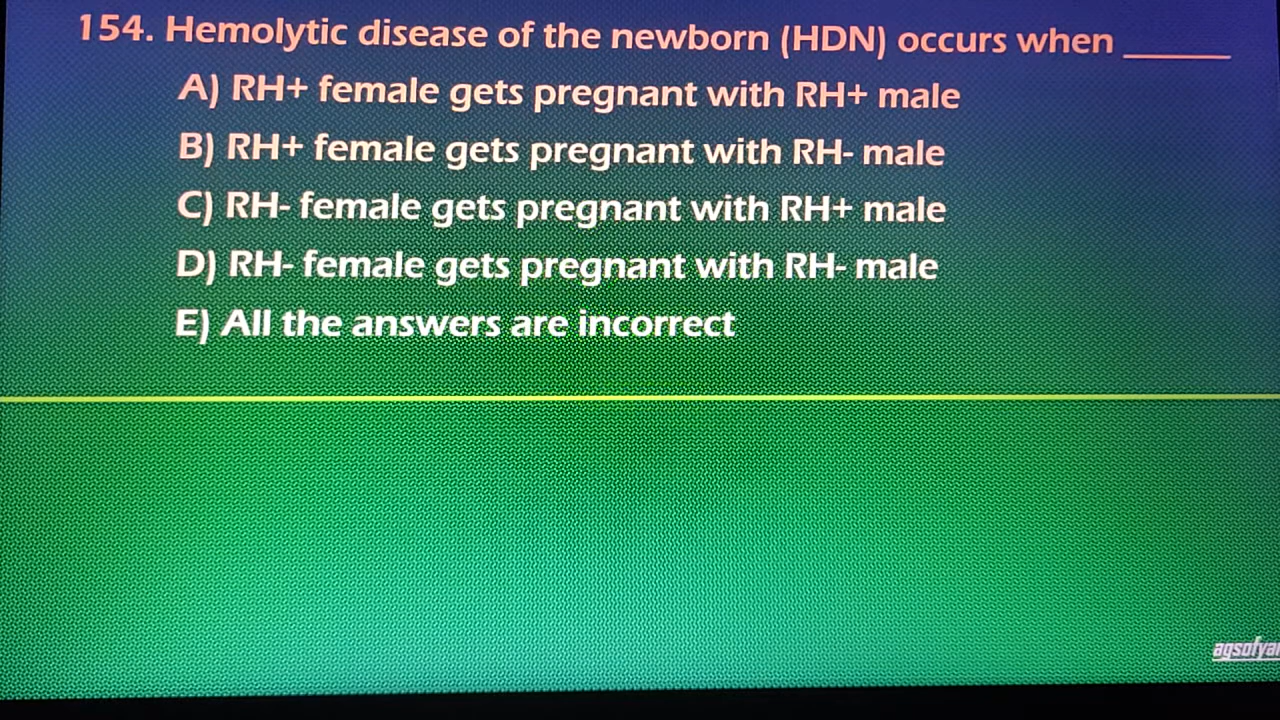 154. Hemolytic disease of the newborn (HDN) occurs when ______
A) RH+ female gets pregnant with RH+ male
B) RH+ female gets pregnant with RH- male
C) RH- female gets pregnant with RH+ male
D) RH- female gets pregnant with RH- male
E) All the answers are incorrect